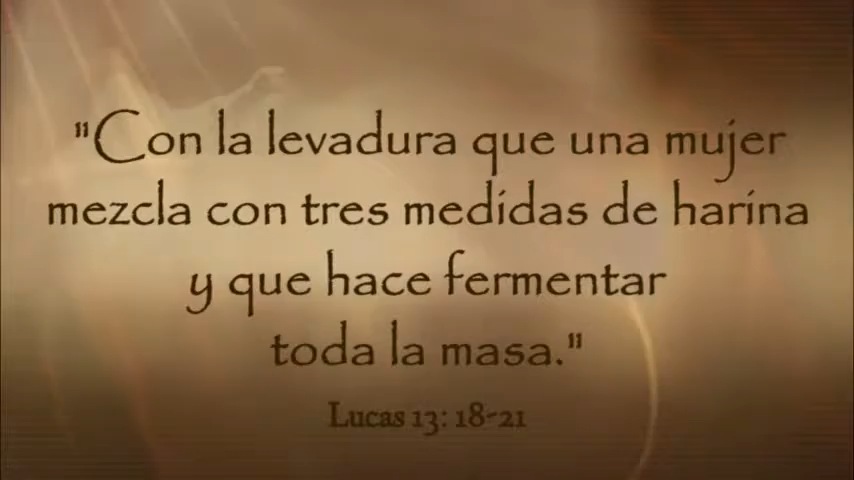 "Con la levadura que una mujer
mezcla con tres medidas de harina
y que hace fermentar
toda la masa."
Lucas 13: 18-21